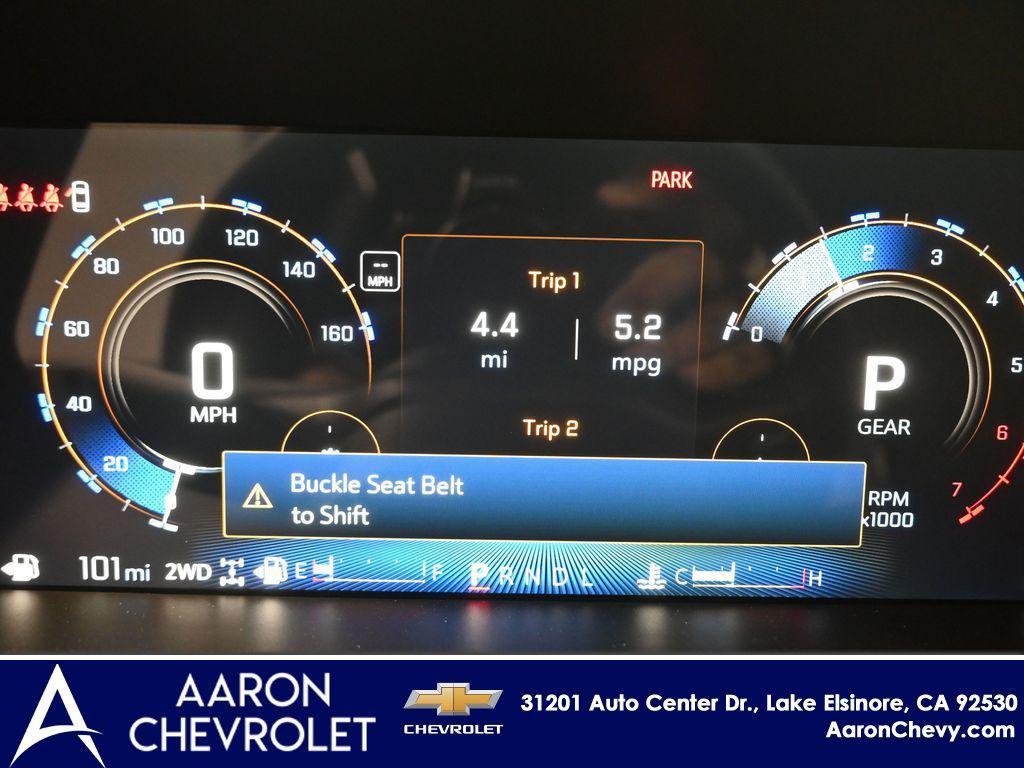 PARK
100 120
80 140
60 160
40
20
0
MPH
--
MPH
Trip 1
4.4 5.2
mi mpg
Trip 2
0 2 3 4 5 6 7
P
GEAR
RPM
x1000
Buckle Seat Belt
to Shift
101 mi 2WD E F P R N D L C H
AARON
CHEVROLET
CHEVROLET
31201 Auto Center Dr., Lake Elsinore, CA 92530
AaronChevy.com